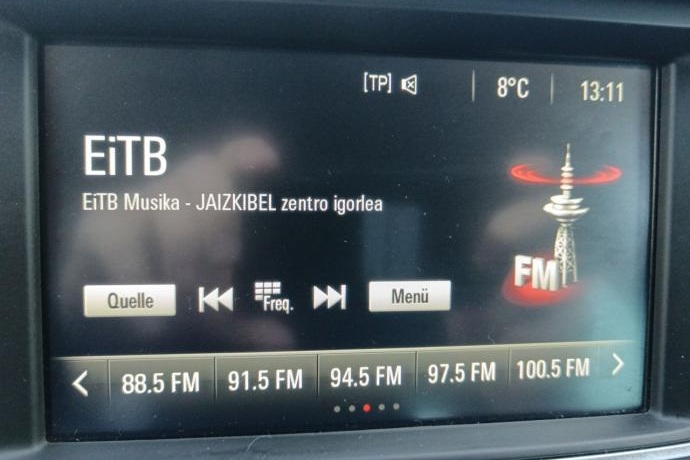 [TP] 8°C 13:11
EiTB
EiTB Musika - JAIZKIBEL zentro igorlea
FM
Quelle Freq. Menü
88.5 FM 91.5 FM 94.5 FM 97.5 FM 100.5 FM